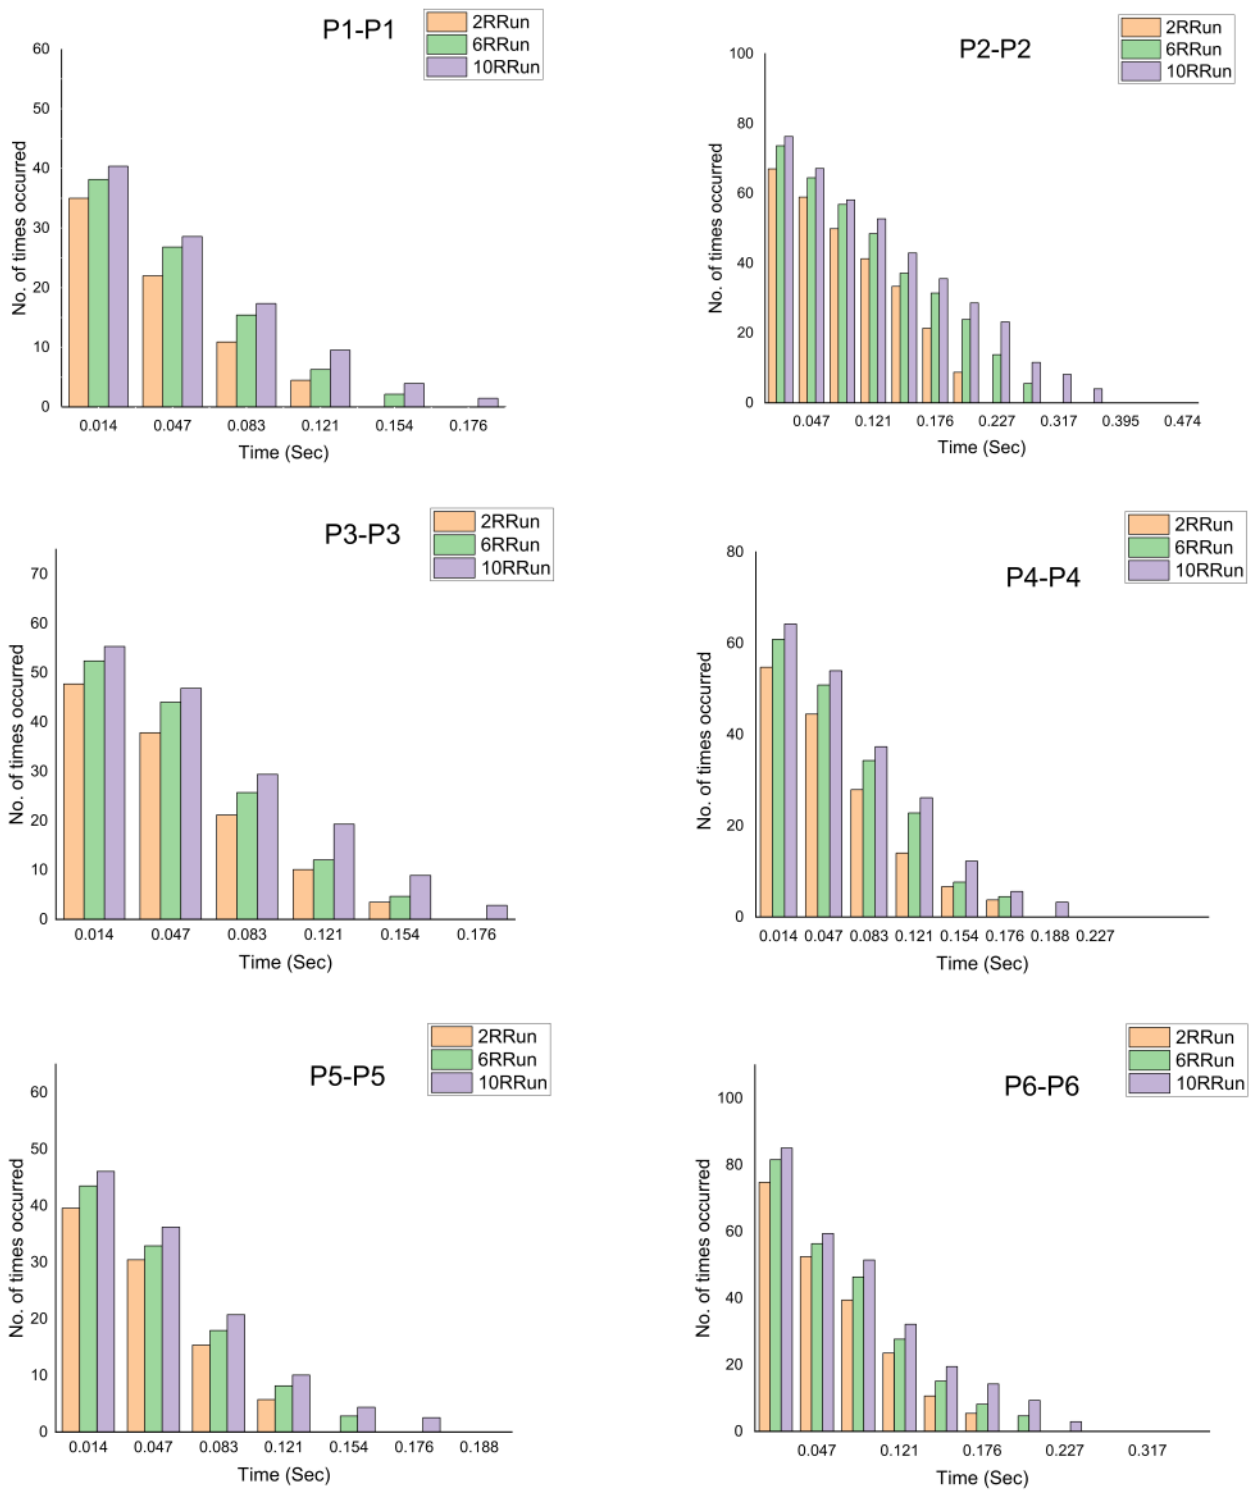 P1-P1
2RRun
6RRun
10RRun
60
50
40
30
20
10
0
No. of times occurred
0.014 0.047 0.083 0.121 0.154 0.176
Time (Sec)
P2-P2
2RRun
6RRun
10RRun
100
80
60
40
20
0
No. of times occurred
0.047 0.121 0.176 0.227 0.317 0.395 0.474
Time (Sec)
P3-P3
2RRun
6RRun
10RRun
70
60
50
40
30
20
10
0
No. of times occurred
0.014 0.047 0.083 0.121 0.154 0.176
Time (Sec)
P4-P4
2RRun
6RRun
10RRun
80
60
40
20
0
No. of times occurred
0.014 0.047 0.083 0.121 0.154 0.176 0.188 0.227
Time (Sec)
P5-P5
2RRun
6RRun
10RRun
60
50
40
30
20
10
0
No. of times occurred
0.014 0.047 0.083 0.121 0.154 0.176 0.188
Time (Sec)
P6-P6
2RRun
6RRun
10RRun
100
80
60
40
20
0
No. of times occurred
0.047 0.121 0.176 0.227 0.317
Time (Sec)